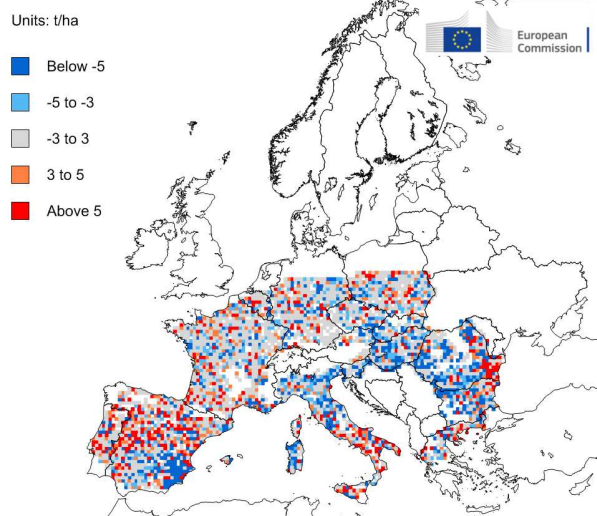 Units: t/ha
Below -5
-5 to -3
-3 to 3
3 to 5
Above 5
European
Commission